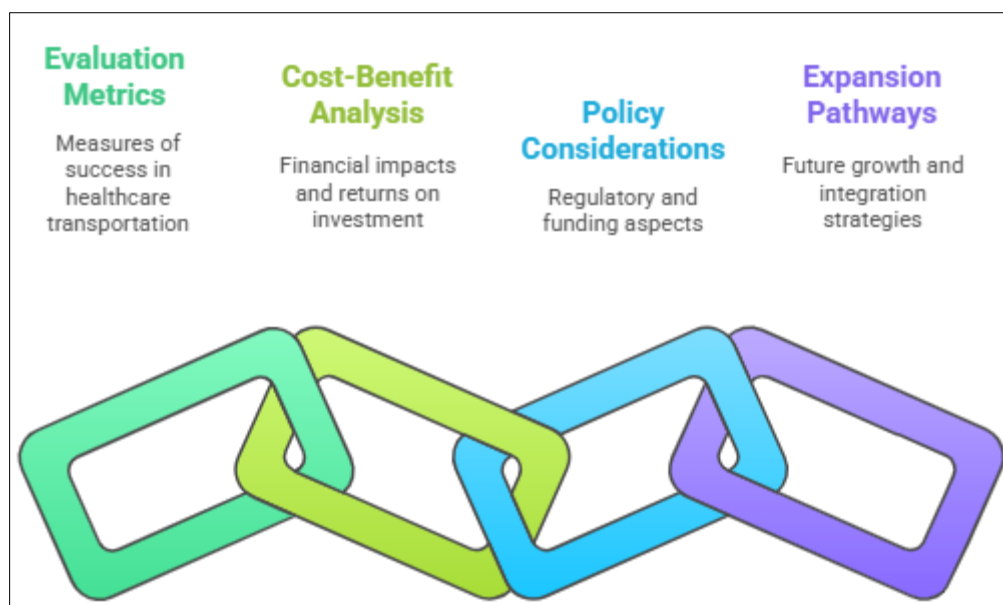 Evaluation
Metrics
Measures of
success in
healthcare
transportation
Cost-Benefit
Analysis
Financial impacts
and returns on
investment
Policy
Considerations
Regulatory and
funding aspects
Expansion
Pathways
Future growth and
integration
strategies